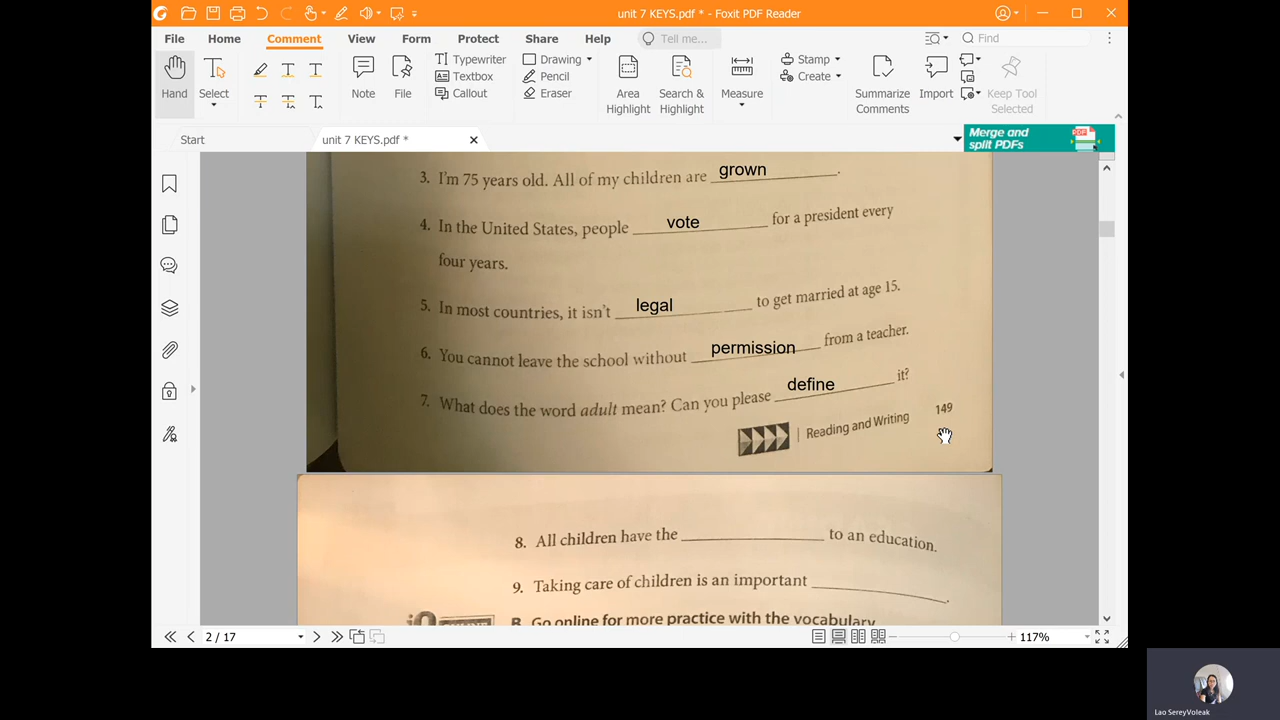 unit 7 KEYS.pdf * - Foxit PDF Reader
File Home Comment View Form Protect Share Help Tell me... Find
Hand
Select
Note
File
Typewriter
Textbox
Callout
Drawing
Pencil
Eraser
Area Highlight
Search & Highlight
Measure
Stamp
Create
Summarize Comments
Import
Keep Tool Selected
Start
unit 7 KEYS.pdf *
Merge and split PDFs
3. I'm 75 years old. All of my children are grown.
4. In the United States, people vote for a president every
four years.
5. In most countries, it isn't legal to get married at age 15.
6. You cannot leave the school without permission from a teacher.
7. What does the word adult mean? Can you please define it?
149
Reading and Writing
8. All children have the ____ to an education.
9. Taking care of children is an important ____.
B. Go online for more practice with the vocabulary
2 / 17
117%
Lao SereyVoleak